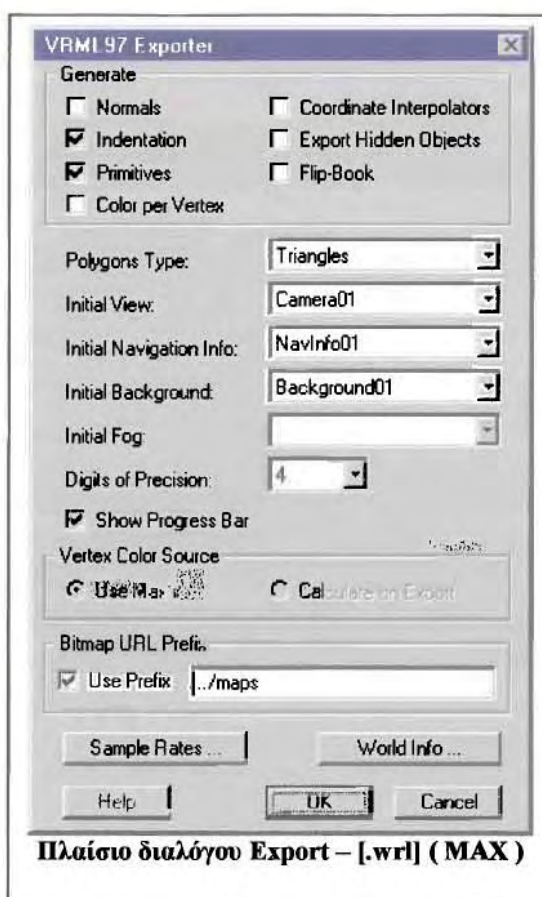 VRML97 Exporter
Generate
Normals
Coordinate Interpolators
Indentation
Export Hidden Objects
Primitives
Flip-Book
Color per Vertex
Polygons Type: Triangles
Initial View: Camera01
Initial Navigation Info: NavInfo01
Initial Background: Background01
Initial Fog:
Digits of Precision: 4
Show Progress Bar
Vertex Color Source
Use Max
Calculate on Export
Bitmap URL Prefix
Use Prefix ../maps
Sample Rates ... World Info ...
Help OK Cancel
Πλαίσιο διαλόγου Export – [.wrl] ( MAX )